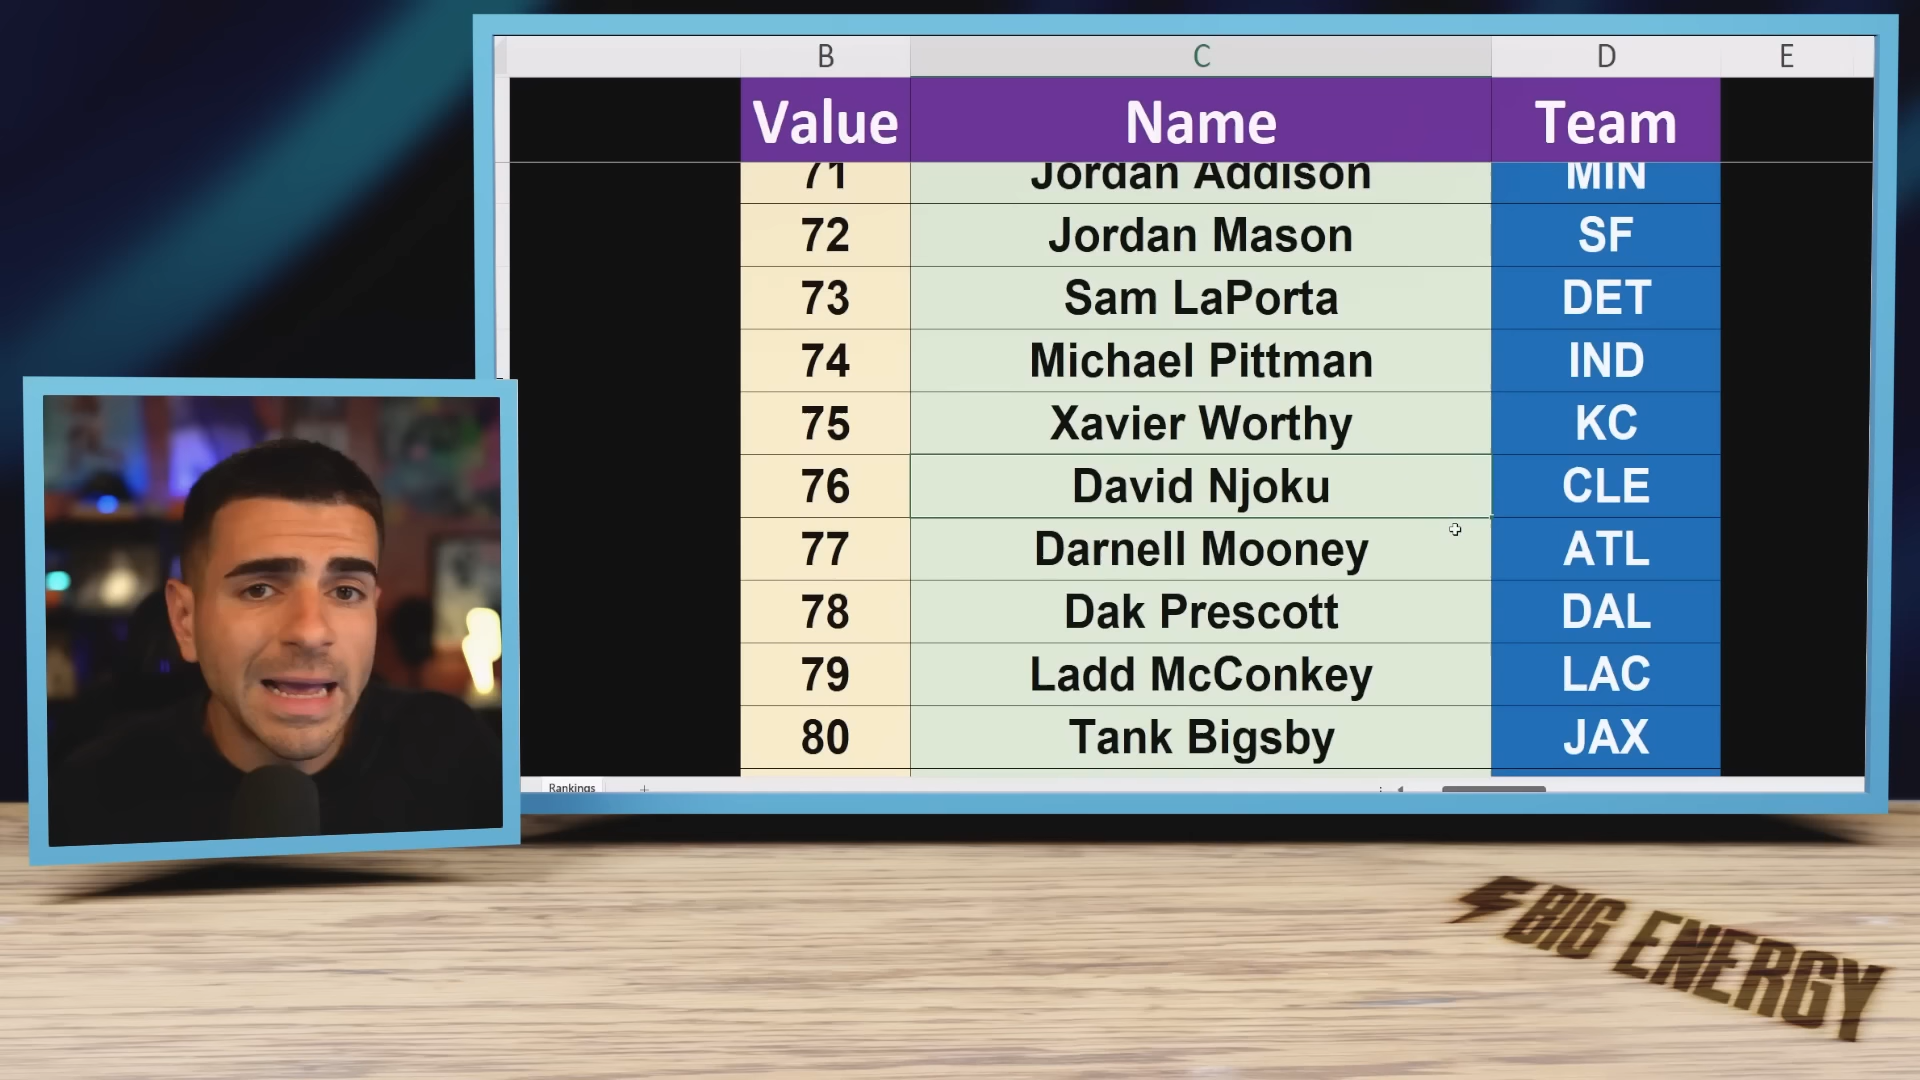 B C D E
Value Name Team
71 Jordan Addison MIN
72 Jordan Mason SF
73 Sam LaPorta DET
74 Michael Pittman IND
75 Xavier Worthy KC
76 David Njoku CLE
77 Darnell Mooney ATL
78 Dak Prescott DAL
79 Ladd McConkey LAC
80 Tank Bigsby JAX
Rankings
BIG ENERGY